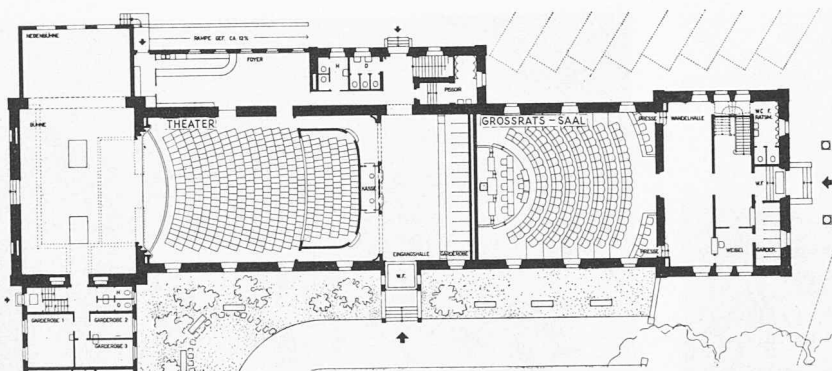 RAMPE GEF. CA 12%
NEBENBÜHNE
FOYER
H
D
PISSOIR
BÜHNE
THEATER
GROSSRATS-SAAL
PRESSE
WANDELHALLE
W C F.
RATSH.
KASSE
W.F.
EINGANGSHALLE
GARDEROBE
PRESSE
WEIBEL
GARDER.
W.F.
H
D
GARDEROBE 1
GARDEROBE 2
GARDEROBE 3